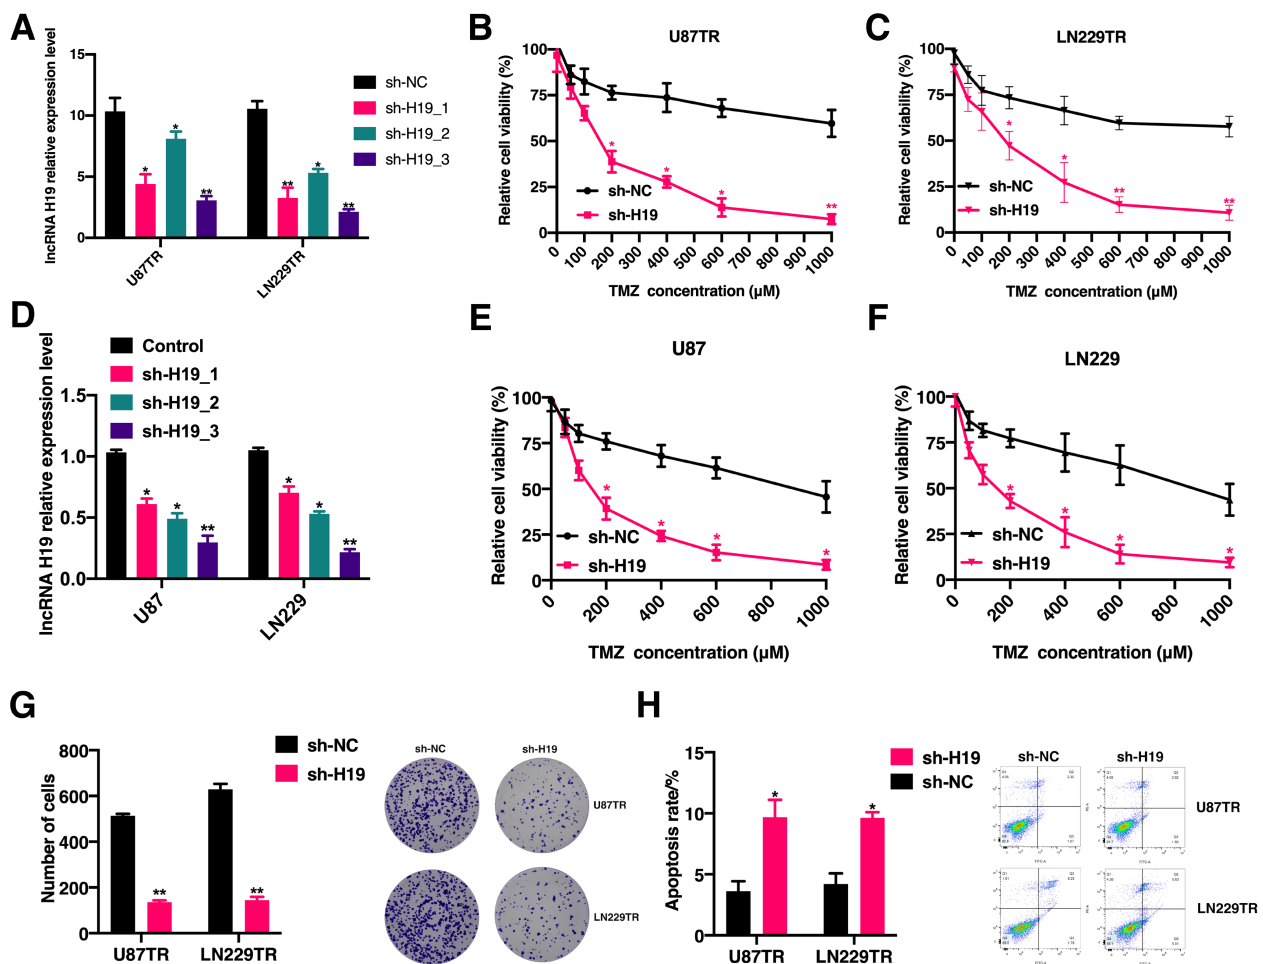 A
lncRNA H19 relative expression level
15
10
5
0
* * ** ** * **
U87TR LN229TR
sh-NC
sh-H19_1
sh-H19_2
sh-H19_3
B
U87TR
Relative cell viability (%)
100
75
50
25
0
* * * **
sh-NC
sh-H19
0 100 200 300 400 500 600 700 800 900 1000
TMZ concentration (μM)
C
LN229TR
Relative cell viability (%)
100
75
50
25
0
* * ** **
sh-NC
sh-H19
0 100 200 300 400 500 600 700 800 900 1000
TMZ concentration (μM)
D
Control
sh-H19_1
sh-H19_2
sh-H19_3
lncRNA H19 relative expression level
1.5
1.0
0.5
0.0
* * ** * * **
U87 LN229
E
U87
Relative cell viability (%)
100
75
50
25
0
* * * *
sh-NC
sh-H19
0 200 400 600 800 1000
TMZ concentration (μM)
F
LN229
Relative cell viability (%)
100
75
50
25
0
* * * *
sh-NC
sh-H19
0 200 400 600 800 1000
TMZ concentration (μM)
G
Number of cells
800
600
400
200
0
** **
U87TR LN229TR
sh-NC
sh-H19
sh-NC sh-H19
U87TR
LN229TR
H
Apoptosis rate/%
15
10
5
0
* *
U87TR LN229TR
sh-H19
sh-NC
sh-NC sh-H19
U87TR
LN229TR